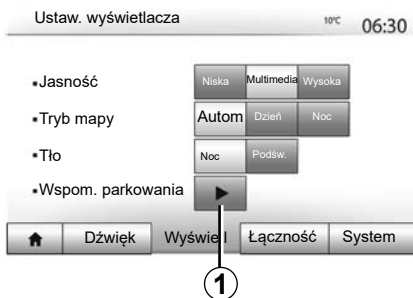 Ustaw. wyświetlacza 10°C 06:30
▪Jasność Niska Multimedia Wysoka
▪Tryb mapy Autom Dzień Noc
▪Tło Noc Podśw.
▪Wspom. parkowania
Dźwięk Wyświetl Łączność System
1